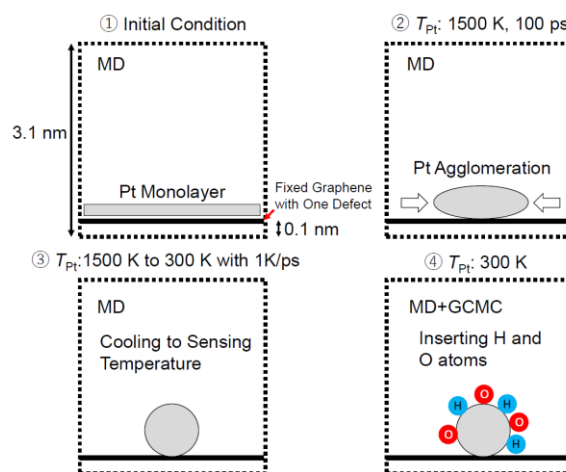 ① Initial Condition
MD
3.1 nm
Pt Monolayer
Fixed Graphene
with One Defect
0.1 nm
② TPt: 1500 K, 100 ps
MD
Pt Agglomeration
③ TPt:1500 K to 300 K with 1K/ps
MD
Cooling to Sensing
Temperature
④ TPt: 300 K
MD+GCMC
Inserting H and
O atoms
O
H
H
O
O
H